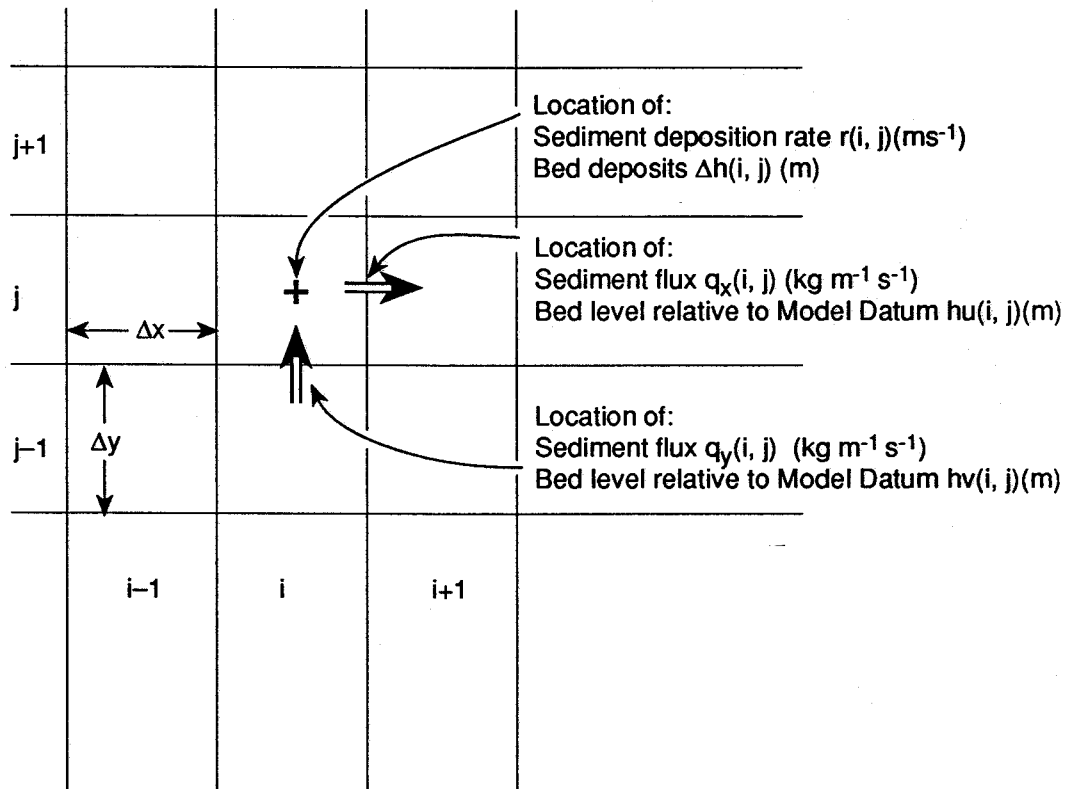 Location of:
Sediment deposition rate r(i, j)(ms⁻¹)
Bed deposits Δh(i, j) (m)
j+1
Location of:
Sediment flux qₓ(i, j) (kg m⁻¹ s⁻¹)
Bed level relative to Model Datum hu(i, j)(m)
j
Δx
Location of:
Sediment flux q_y(i, j) (kg m⁻¹ s⁻¹)
Bed level relative to Model Datum hv(i, j)(m)
j–1
Δy
i–1
i
i+1